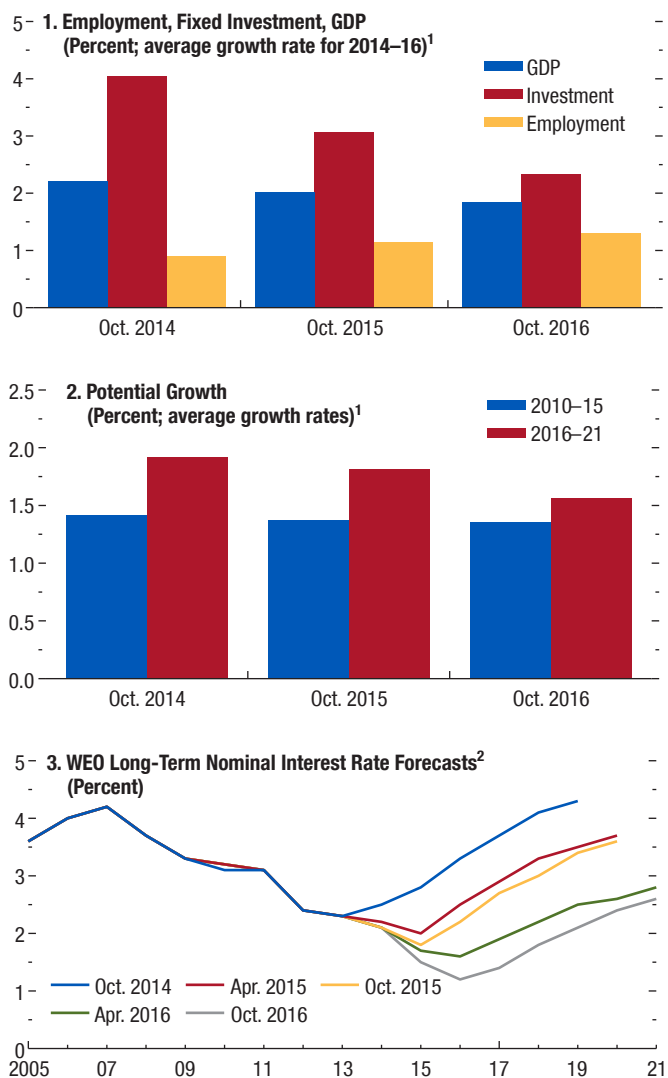 1. Employment, Fixed Investment, GDP
(Percent; average growth rate for 2014–16)¹
GDP
Investment
Employment
5
4
3
2
1
0
Oct. 2014 Oct. 2015 Oct. 2016
2. Potential Growth
(Percent; average growth rates)¹
2010–15
2016–21
2.5
2.0
1.5
1.0
0.5
0.0
Oct. 2014 Oct. 2015 Oct. 2016
3. WEO Long-Term Nominal Interest Rate Forecasts²
(Percent)
5
4
3
2
1
0
Oct. 2014 Apr. 2015 Oct. 2015
Apr. 2016 Oct. 2016
2005 07 09 11 13 15 17 19 21